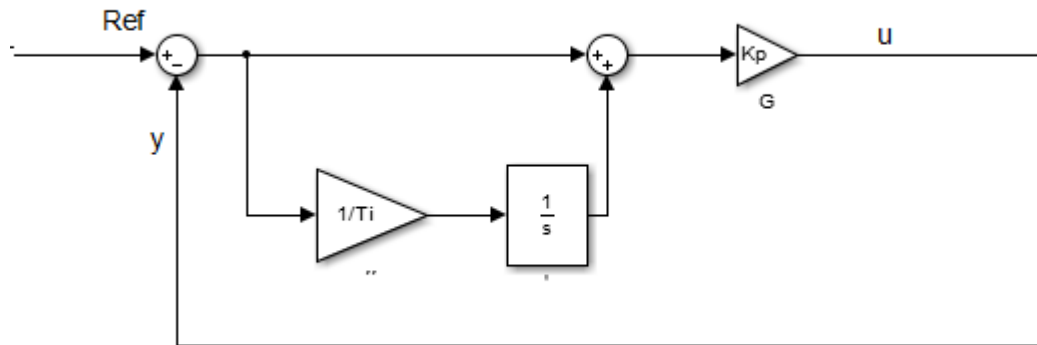 Ref
+
−
+
+
Kp
u
G
y
1/Ti
1
s